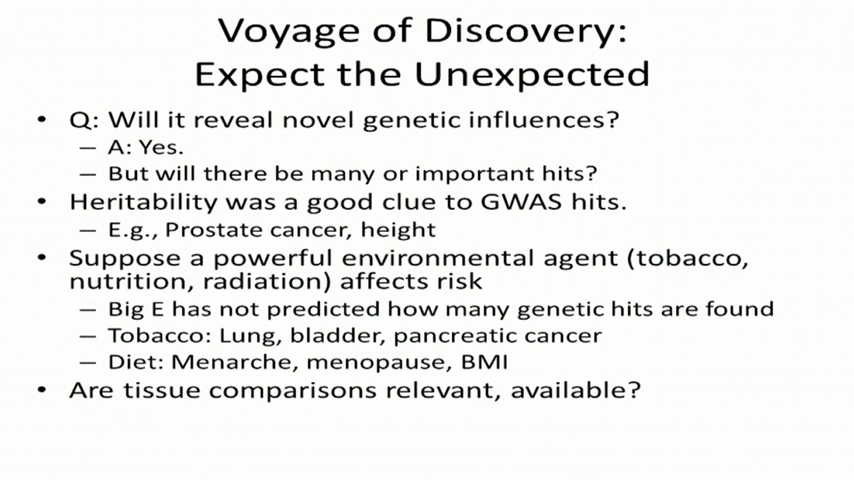 Voyage of Discovery:
Expect the Unexpected
• Q: Will it reveal novel genetic influences?
– A: Yes.
– But will there be many or important hits?
• Heritability was a good clue to GWAS hits.
– E.g., Prostate cancer, height
• Suppose a powerful environmental agent (tobacco,
nutrition, radiation) affects risk
– Big E has not predicted how many genetic hits are found
– Tobacco: Lung, bladder, pancreatic cancer
– Diet: Menarche, menopause, BMI
• Are tissue comparisons relevant, available?